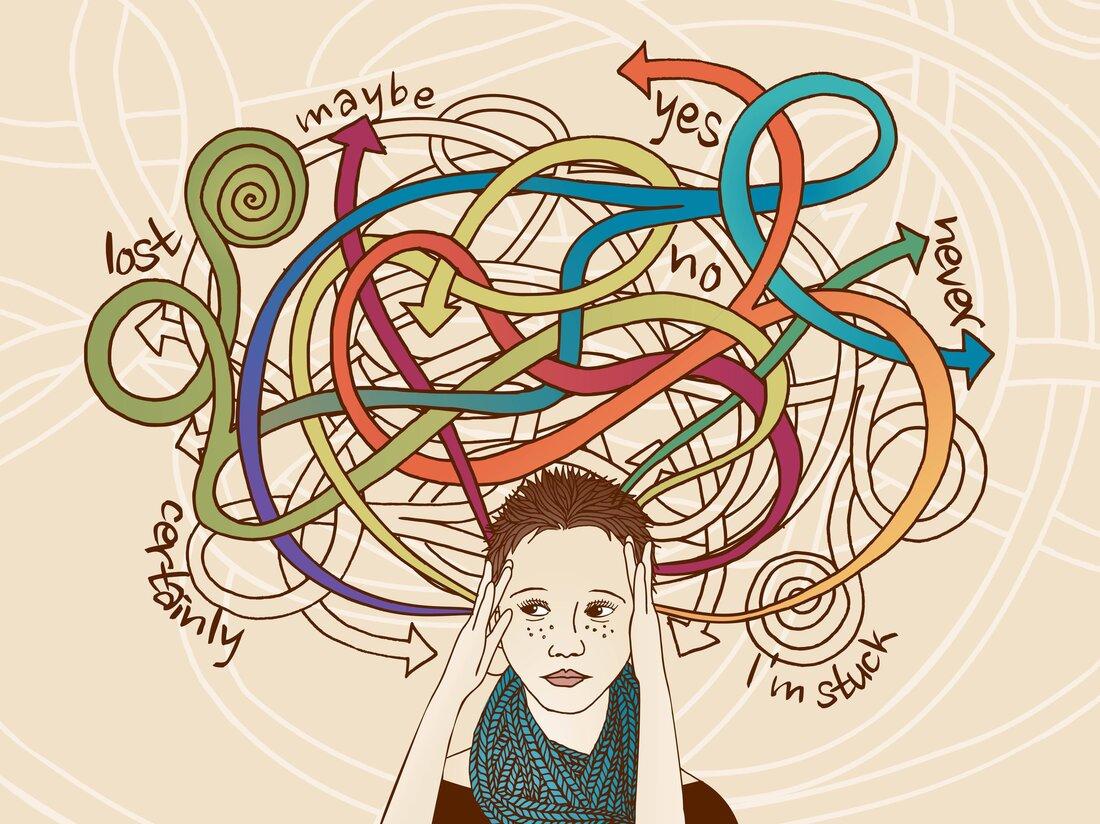 maybe
yes
lost
no
never
certainly
I'm stuck